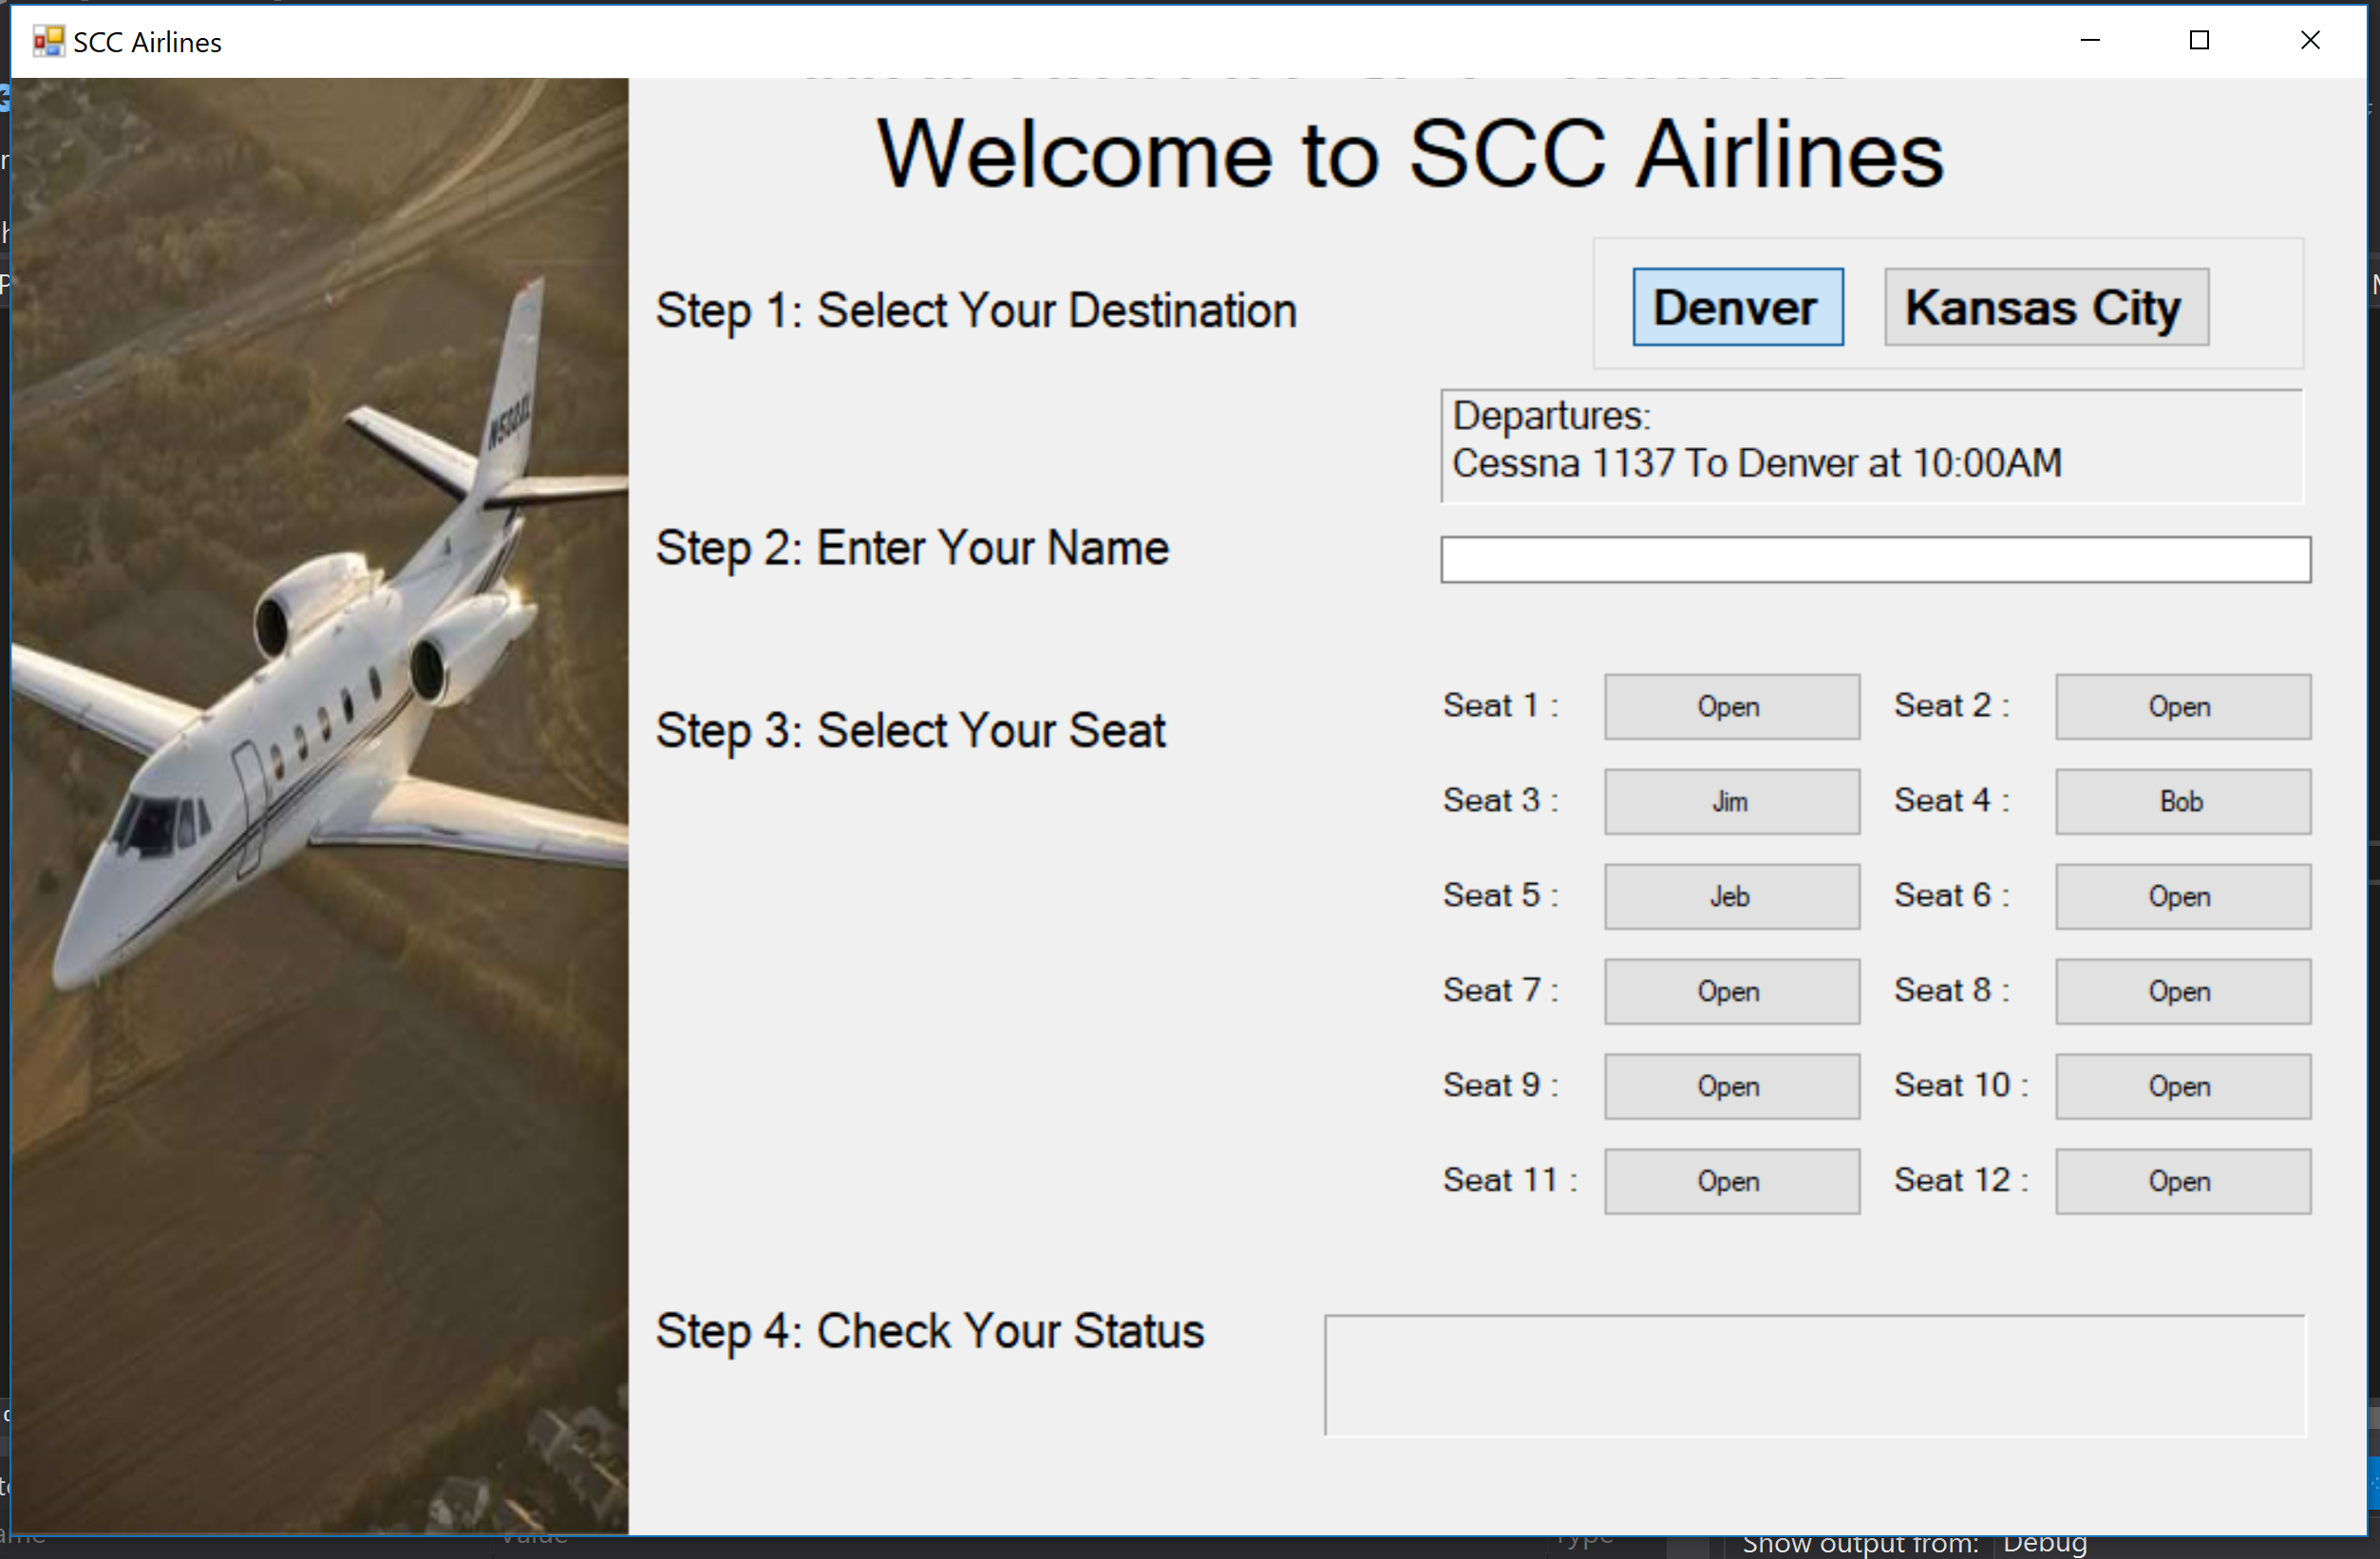 SCC Airlines
Welcome to SCC Airlines
Step 1: Select Your Destination
Denver
Kansas City
Departures:
Cessna 1137 To Denver at 10:00AM
Step 2: Enter Your Name
Step 3: Select Your Seat
Seat 1 : Open Seat 2 : Open
Seat 3 : Jim Seat 4 : Bob
Seat 5 : Jeb Seat 6 : Open
Seat 7 : Open Seat 8 : Open
Seat 9 : Open Seat 10 : Open
Seat 11 : Open Seat 12 : Open
Step 4: Check Your Status
Show output from: Debug